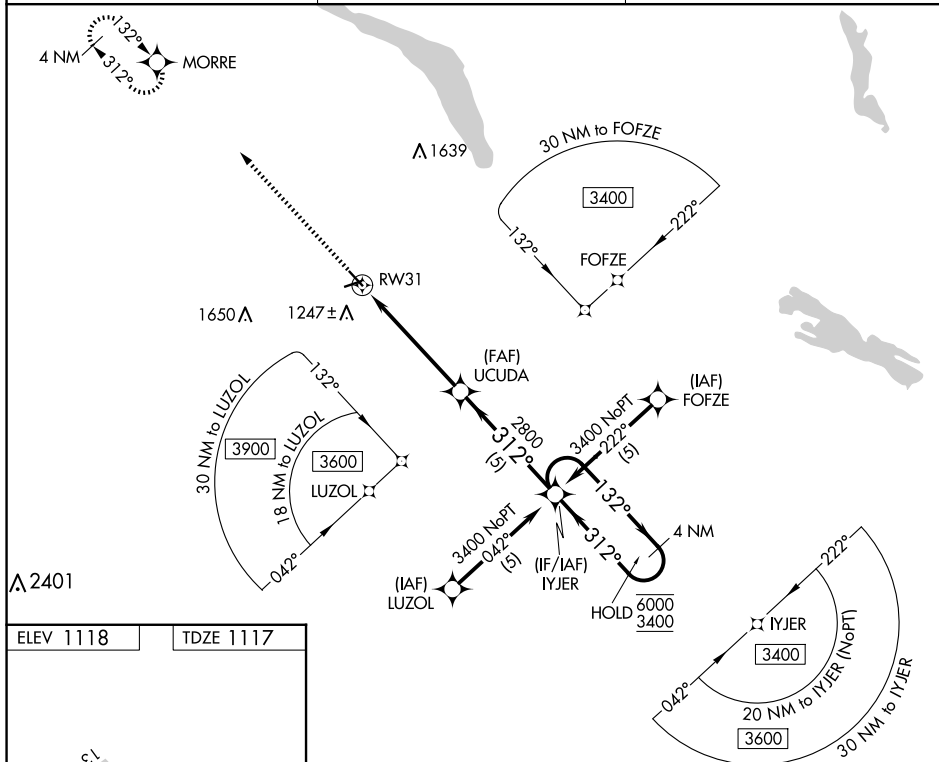 132°
4 NM
312°
MORRE
1639
30 NM to FOFZE
3400
132°
222°
FOFZE
RW31
1650
1247±
(FAF)
UCUDA
(IAF)
FOFZE
132°
30 NM to LUZOL
3900
18 NM to LUZOL
3600
LUZOL
042°
2800
312°
(5)
3400 NoPT
222°
(5)
132°
4 NM
312°
3400 NoPT
042°
(5)
(IF/IAF)
IYJER
(IAF)
LUZOL
HOLD
6000
3400
2401
222°
IYJER
3400
042°
20 NM to IYJER (NoPT)
3600
30 NM to IYJER
ELEV 1118
TDZE 1117
13